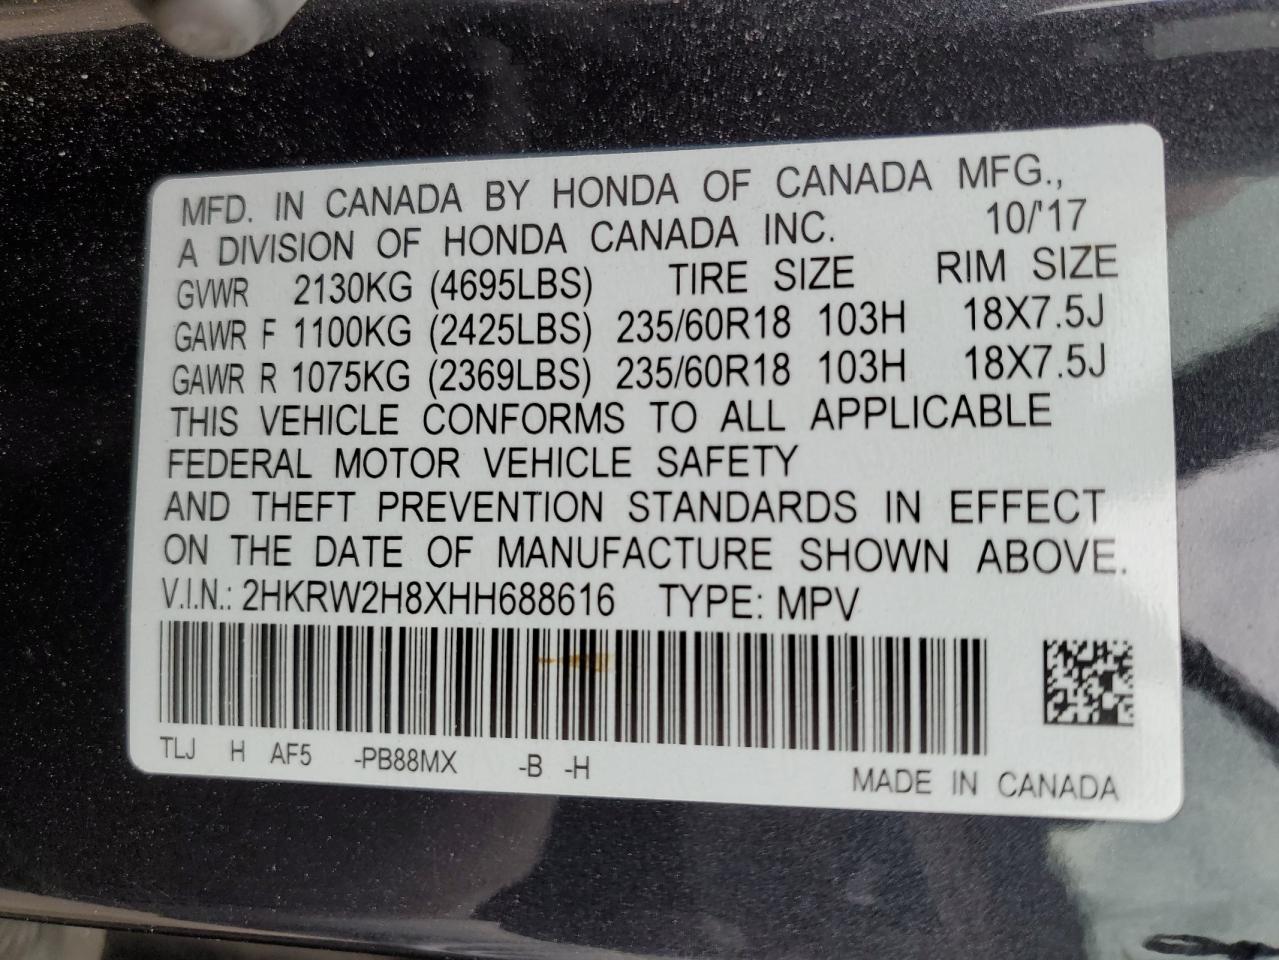 MFD. IN CANADA BY HONDA OF CANADA MFG.,
A DIVISION OF HONDA CANADA INC. 10/'17
GVWR 2130KG (4695LBS) TIRE SIZE RIM SIZE
GAWR F 1100KG (2425LBS) 235/60R18 103H 18X7.5J
GAWR R 1075KG (2369LBS) 235/60R18 103H 18X7.5J
THIS VEHICLE CONFORMS TO ALL APPLICABLE
FEDERAL MOTOR VEHICLE SAFETY
AND THEFT PREVENTION STANDARDS IN EFFECT
ON THE DATE OF MANUFACTURE SHOWN ABOVE.
V.I.N.: 2HKRW2H8XHH688616 TYPE: MPV
TLJ H AF5 -PB88MX -B -H
MADE IN CANADA